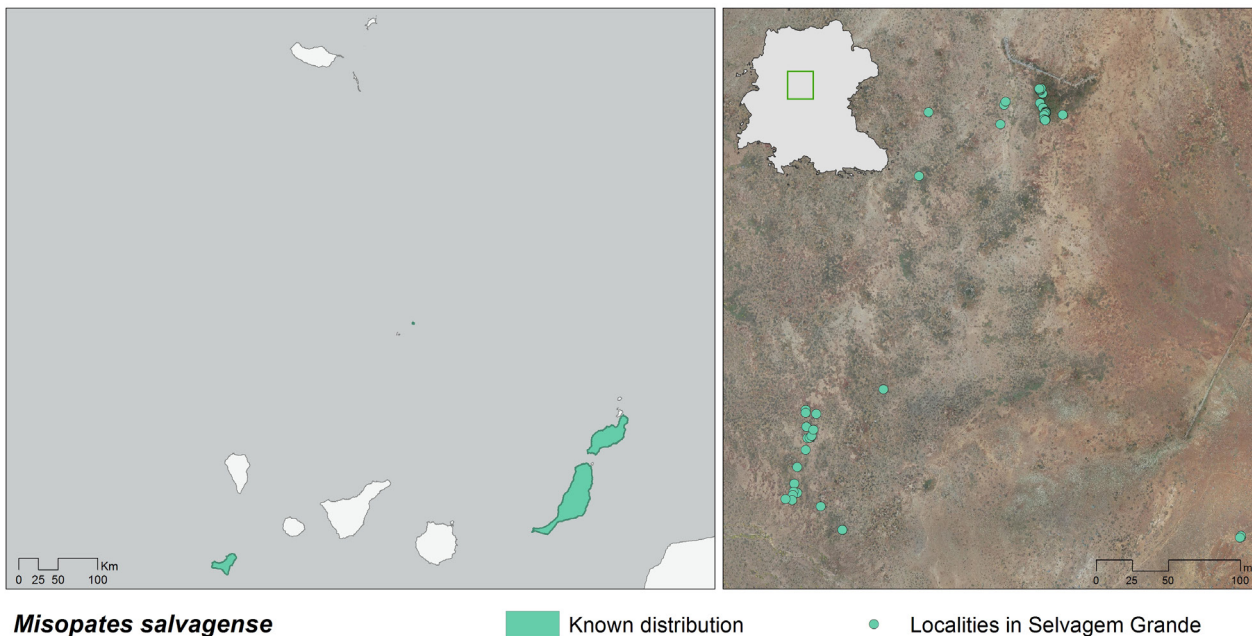 Km
0 25 50 100
m
0 25 50 100
Misopates salvagense
Known distribution
Localities in Selvagem Grande